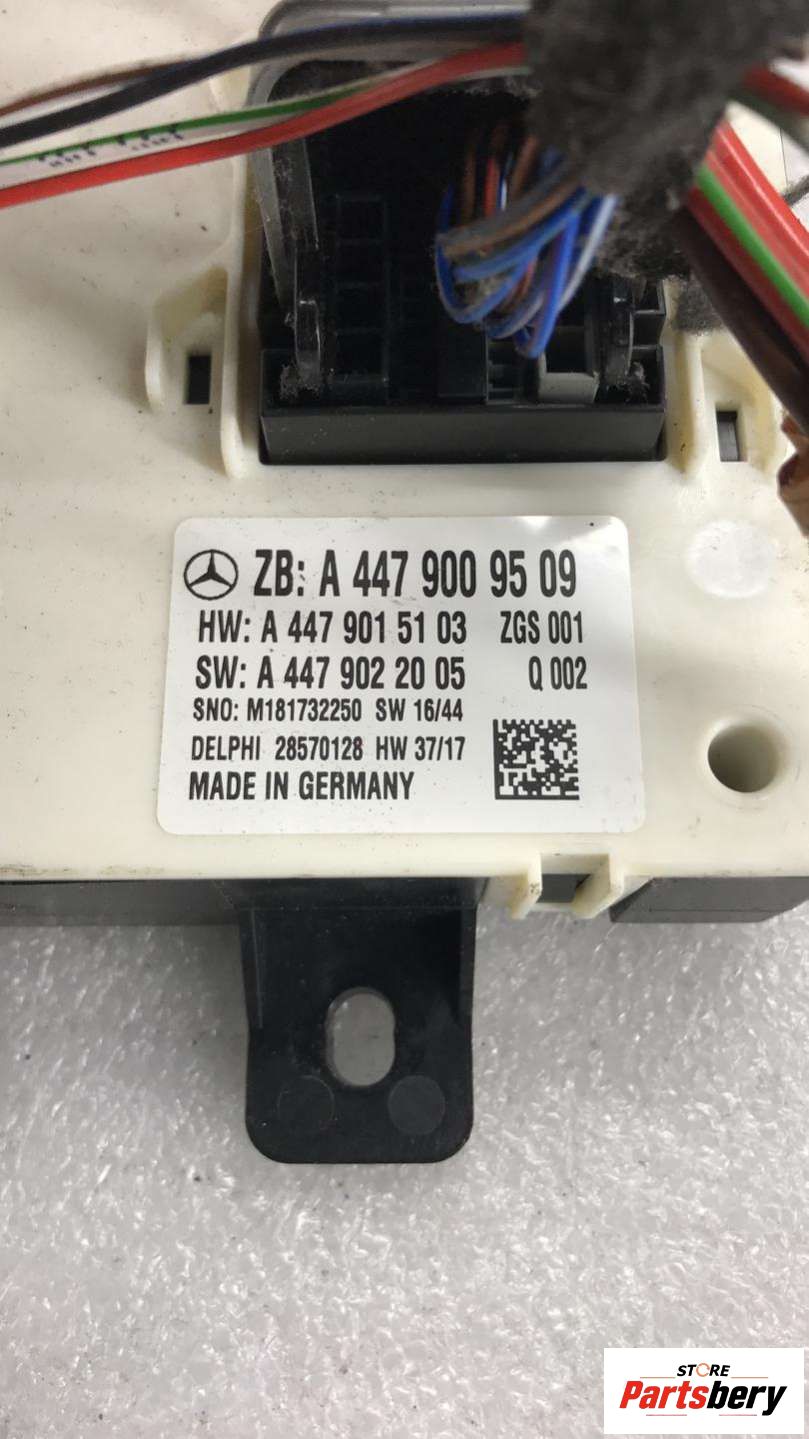 ZB: A 447 900 95 09
HW: A 447 901 51 03 ZGS 001
SW: A 447 902 20 05 Q 002
SNO: M181732250 SW 16/44
DELPHI 28570128 HW 37/17
MADE IN GERMANY
STORE
Partsbery